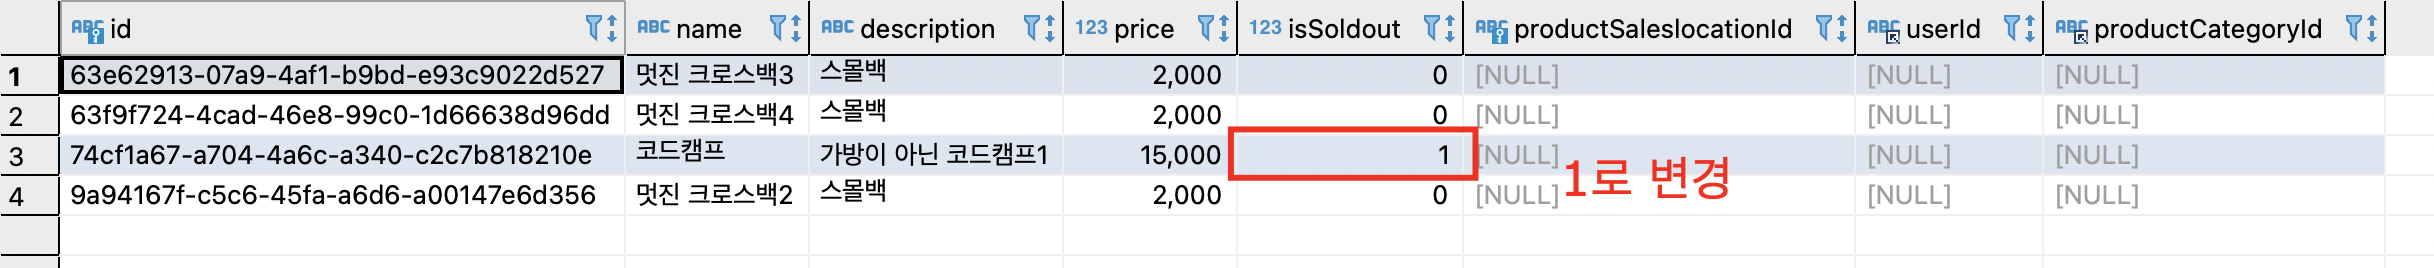 ABC id ABC name ABC description 123 price 123 isSoldout ABC productSaleslocationId ABC userId ABC productCategoryId
1 63e62913-07a9-4af1-b9bd-e93c9022d527 멋진 크로스백3 스몰백 2,000 0 [NULL] [NULL] [NULL]
2 63f9f724-4cad-46e8-99c0-1d66638d96dd 멋진 크로스백4 스몰백 2,000 0 [NULL] [NULL] [NULL]
3 74cf1a67-a704-4a6c-a340-c2c7b818210e 코드캠프 가방이 아닌 코드캠프1 15,000 1 [NULL] [NULL] [NULL]
1로 변경
4 9a94167f-c5c6-45fa-a6d6-a00147e6d356 멋진 크로스백2 스몰백 2,000 0 [NULL] [NULL] [NULL]